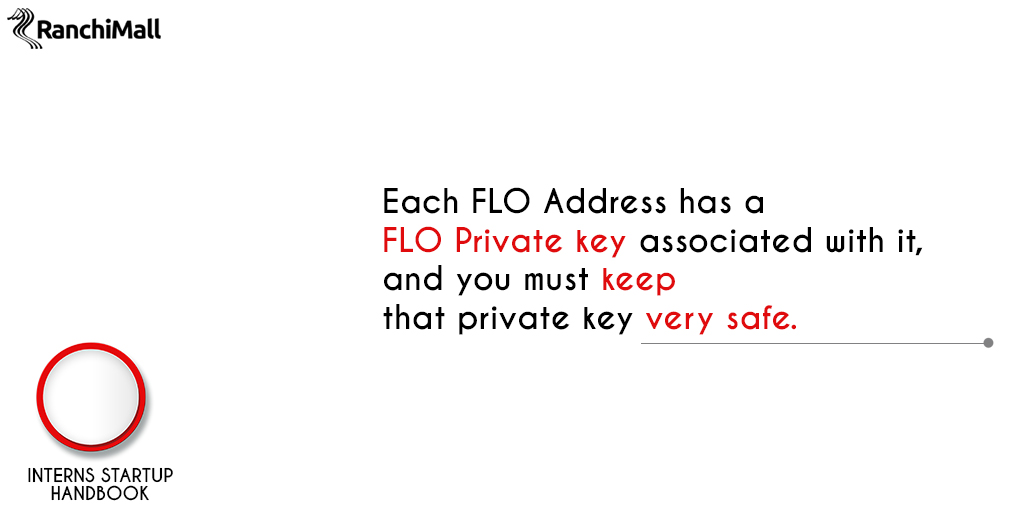 RanchiMall
Each FLO Address has a
FLO Private key associated with it,
and you must keep
that private key very safe.
INTERNS STARTUP
HANDBOOK